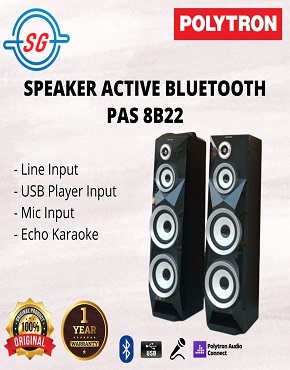 SG
POLYTRON
SPEAKER ACTIVE BLUETOOTH
PAS 8B22
- Line Input
- USB Player Input
- Mic Input
- Echo Karaoke
100%
ORIGINAL
1
YEAR
WARRANTY
USB
Polytron Audio
Connect